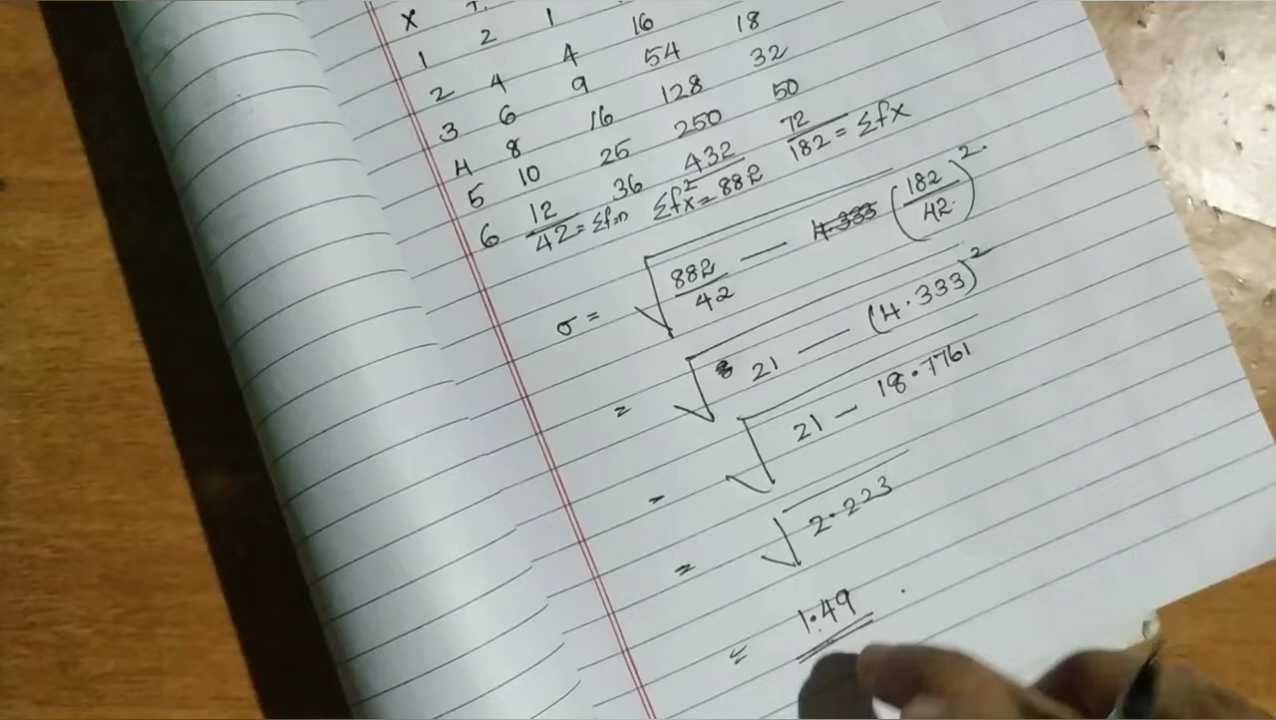 x
1 2 1
2 4 4 16
3 6 9 54 18
4 8 16 128 32
5 10 25 250 50
6 12 36 432 72
42 = Σfn Σfx² = 882 182 = Σfx
σ = √ 882/42 — (182/42)²
= √ 21 — (4.333)²
= √ 21 — 18.7761
= √ 2.223
= 1.49